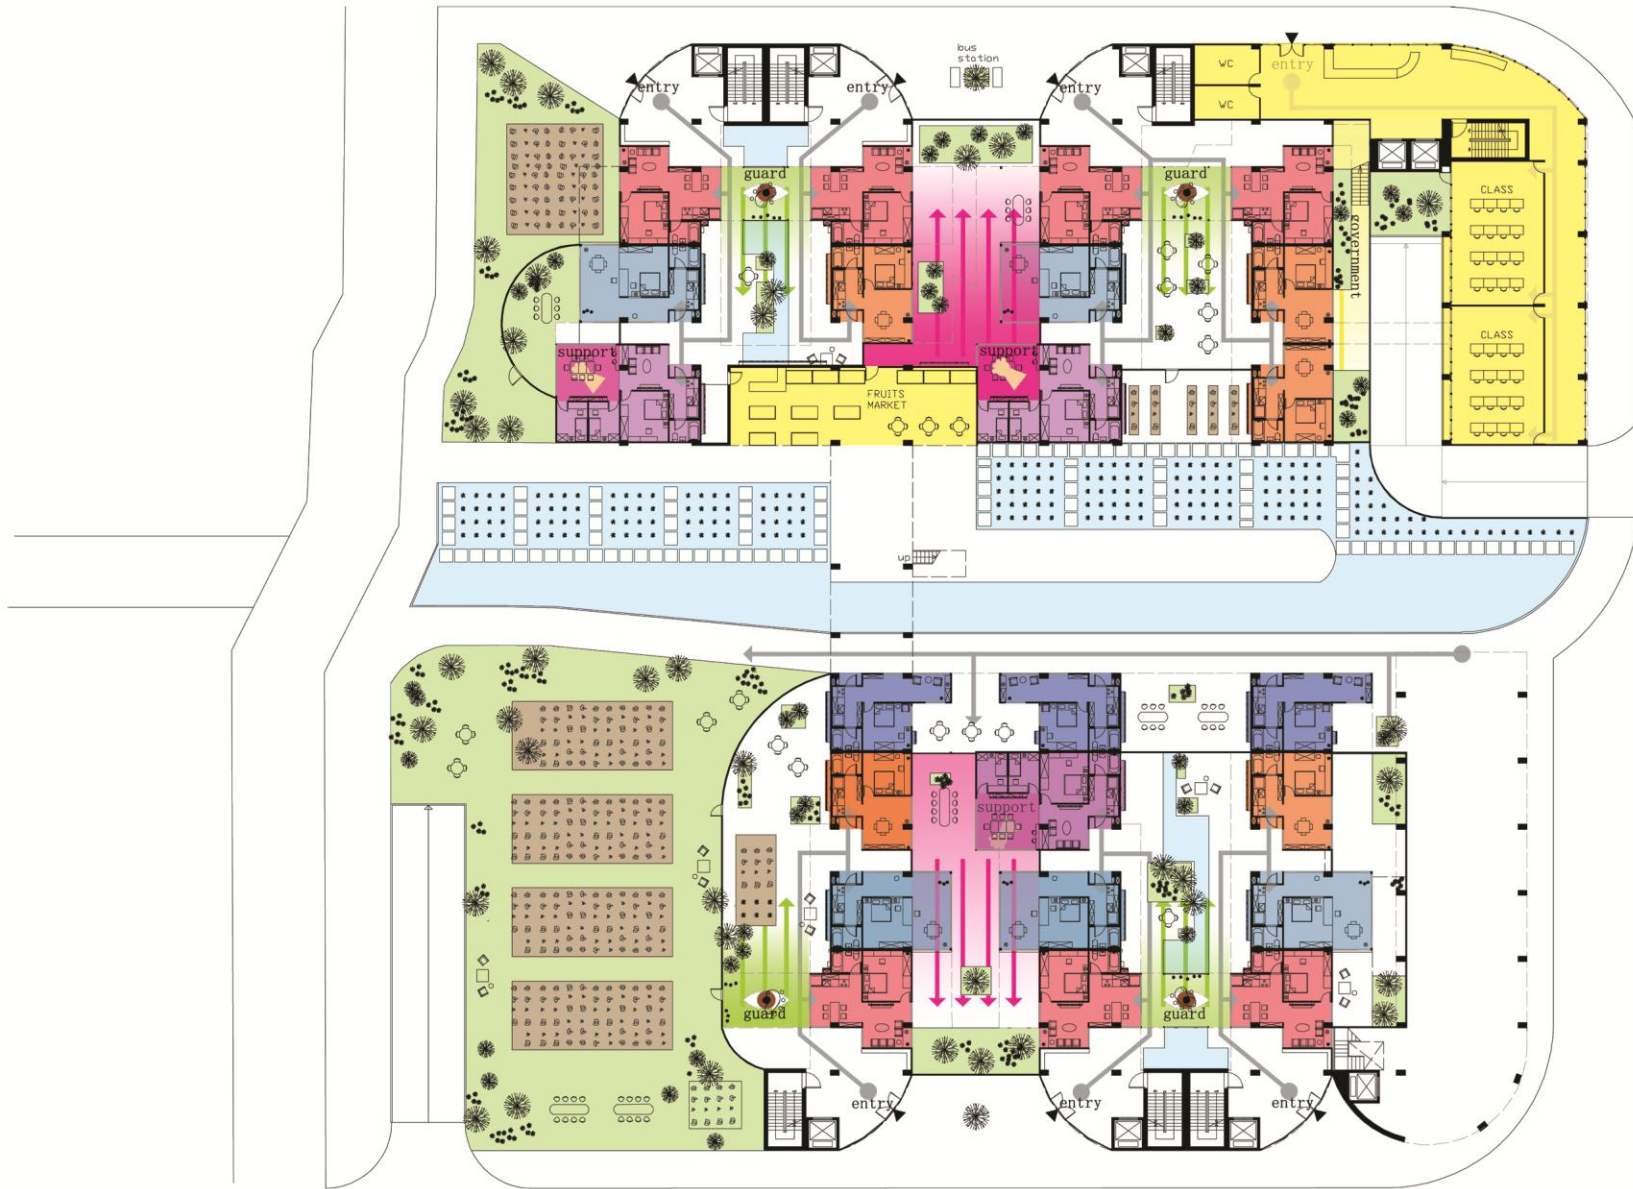 bus
station
entry
entry
entry
entry
WC
WC
guard
guard
CLASS
government
support
support
CLASS
FRUITS
MARKET
up
support
guard
guard
entry
entry
entry